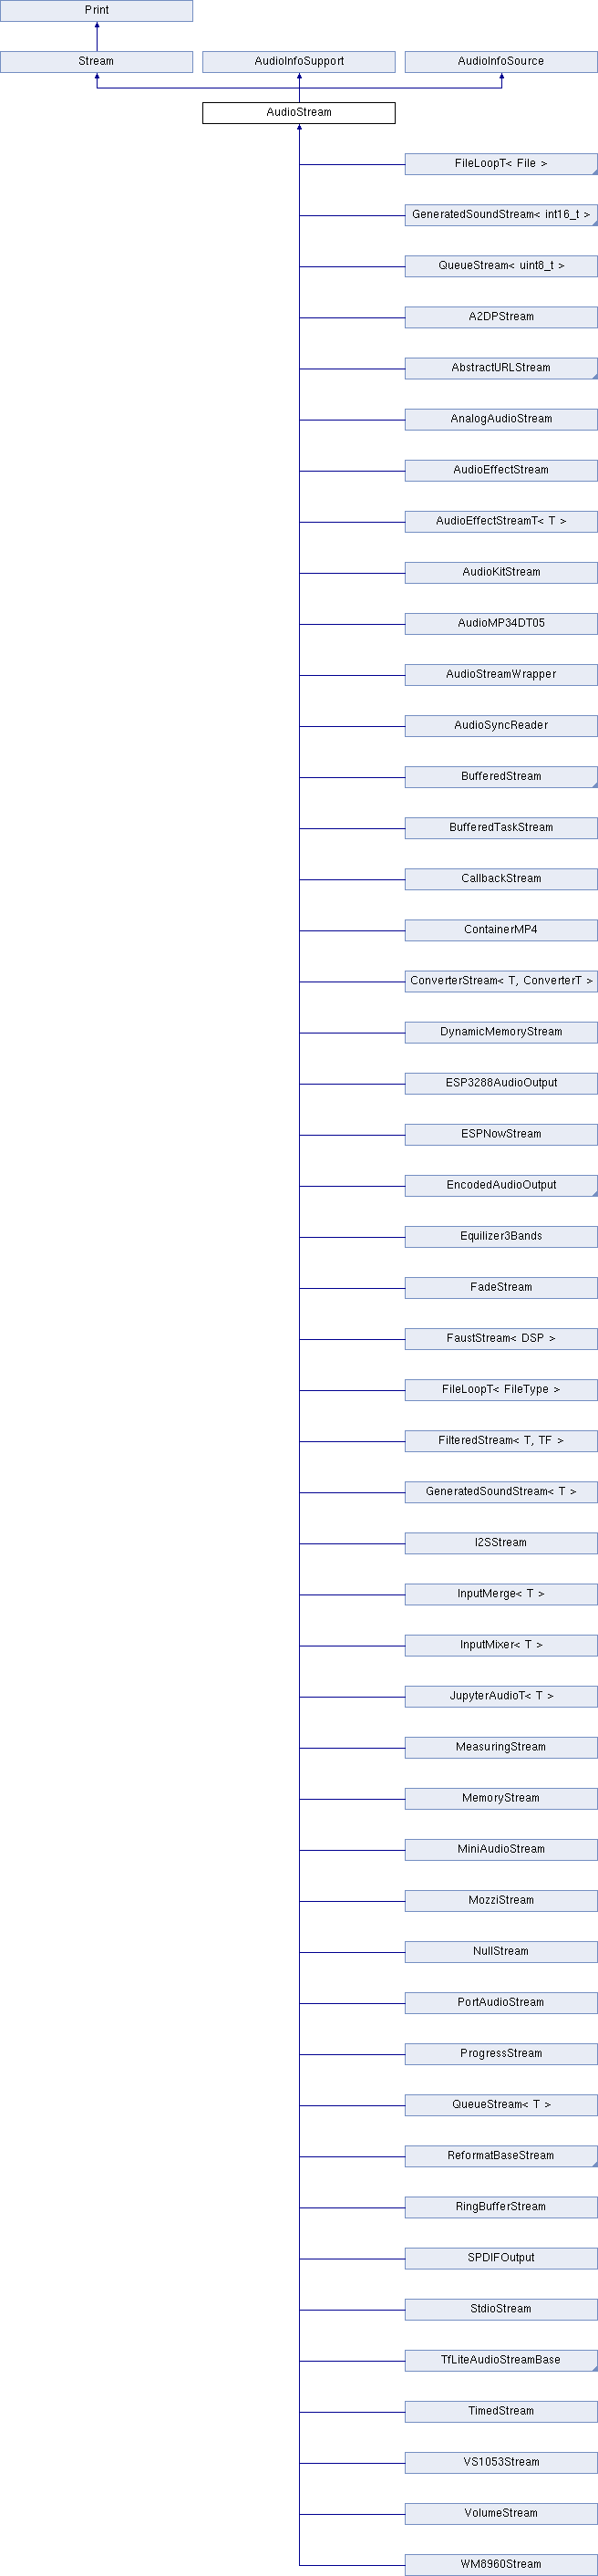 Print
Stream
AudioInfoSupport
AudioInfoSource
AudioStream
FileLoopT< File >
GeneratedSoundStream< int16_t >
QueueStream< uint8_t >
A2DPStream
AbstractURLStream
AnalogAudioStream
AudioEffectStream
AudioEffectStreamT< T >
AudioKitStream
AudioMP34DT05
AudioStreamWrapper
AudioSyncReader
BufferedStream
BufferedTaskStream
CallbackStream
ContainerMP4
ConverterStream< T, ConverterT >
DynamicMemoryStream
ESP3288AudioOutput
ESPNowStream
EncodedAudioOutput
Equilizer3Bands
FadeStream
FaustStream< DSP >
FileLoopT< FileType >
FilteredStream< T, TF >
GeneratedSoundStream< T >
I2SStream
InputMerge< T >
InputMixer< T >
JupyterAudioT< T >
MeasuringStream
MemoryStream
MiniAudioStream
MozziStream
NullStream
PortAudioStream
ProgressStream
QueueStream< T >
ReformatBaseStream
RingBufferStream
SPDIFOutput
StdioStream
TfLiteAudioStreamBase
TimedStream
VS1053Stream
VolumeStream
WM8960Stream